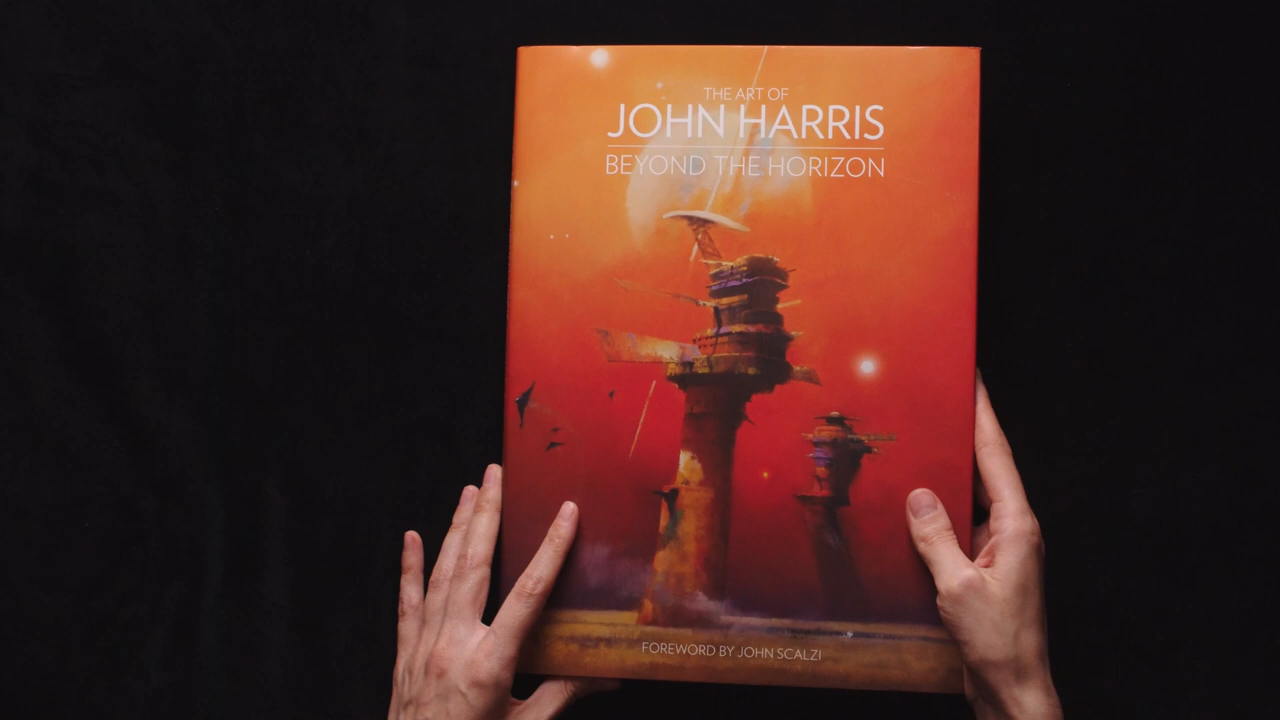 THE ART OF
JOHN HARRIS
BEYOND THE HORIZON
FOREWORD BY JOHN SCALZI